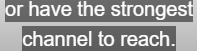 or have the strongest
channel to reach.